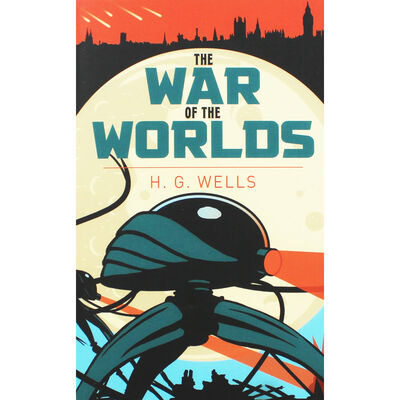 THE
WAR
OF THE
WORLDS
H. G. WELLS